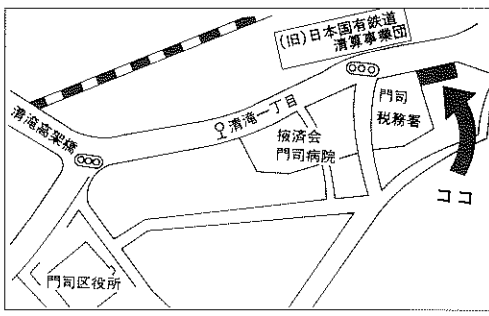 (旧)日本国有鉄道
清算事業団
門司
税務署
清滝一丁目
掖済会
門司病院
清滝高架橋
ココ
門司区役所